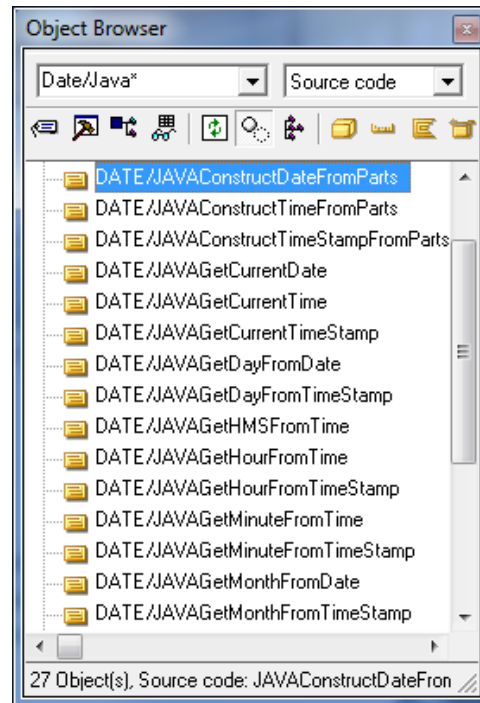 Object Browser
Date/Java* Source code
DATE/JAVAConstructDateFromParts
DATE/JAVAConstructTimeFromParts
DATE/JAVAConstructTimeStampFromParts
DATE/JAVAGetCurrentDate
DATE/JAVAGetCurrentTime
DATE/JAVAGetCurrentTimeStamp
DATE/JAVAGetDayFromDate
DATE/JAVAGetDayFromTimeStamp
DATE/JAVAGetHMSFromTime
DATE/JAVAGetHourFromTime
DATE/JAVAGetHourFromTimeStamp
DATE/JAVAGetMinuteFromTime
DATE/JAVAGetMinuteFromTimeStamp
DATE/JAVAGetMonthFromDate
DATE/JAVAGetMonthFromTimeStamp
27 Object(s), Source code: JAVAConstructDateFron